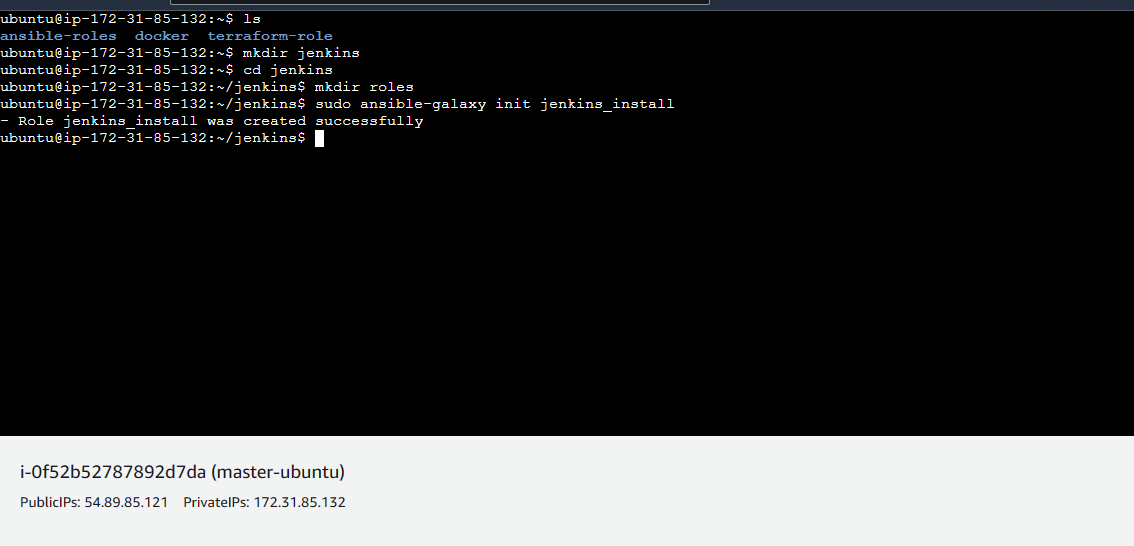 ubuntu@ip-172-31-85-132:~$ ls
ansible-roles  docker  terraform-role
ubuntu@ip-172-31-85-132:~$ mkdir jenkins
ubuntu@ip-172-31-85-132:~$ cd jenkins
ubuntu@ip-172-31-85-132:~/jenkins$ mkdir roles
ubuntu@ip-172-31-85-132:~/jenkins$ sudo ansible-galaxy init jenkins_install
- Role jenkins_install was created successfully
ubuntu@ip-172-31-85-132:~/jenkins$
i-0f52b52787892d7da (master-ubuntu)
PublicIPs: 54.89.85.121 PrivateIPs: 172.31.85.132